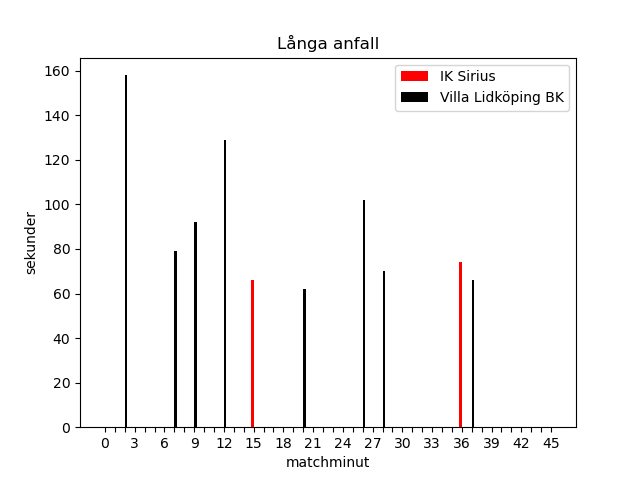 Långa anfall
IK Sirius
Villa Lidköping BK
sekunder
160
140
120
100
80
60
40
20
0
0 3 6 9 12 15 18 21 24 27 30 33 36 39 42 45
matchminut